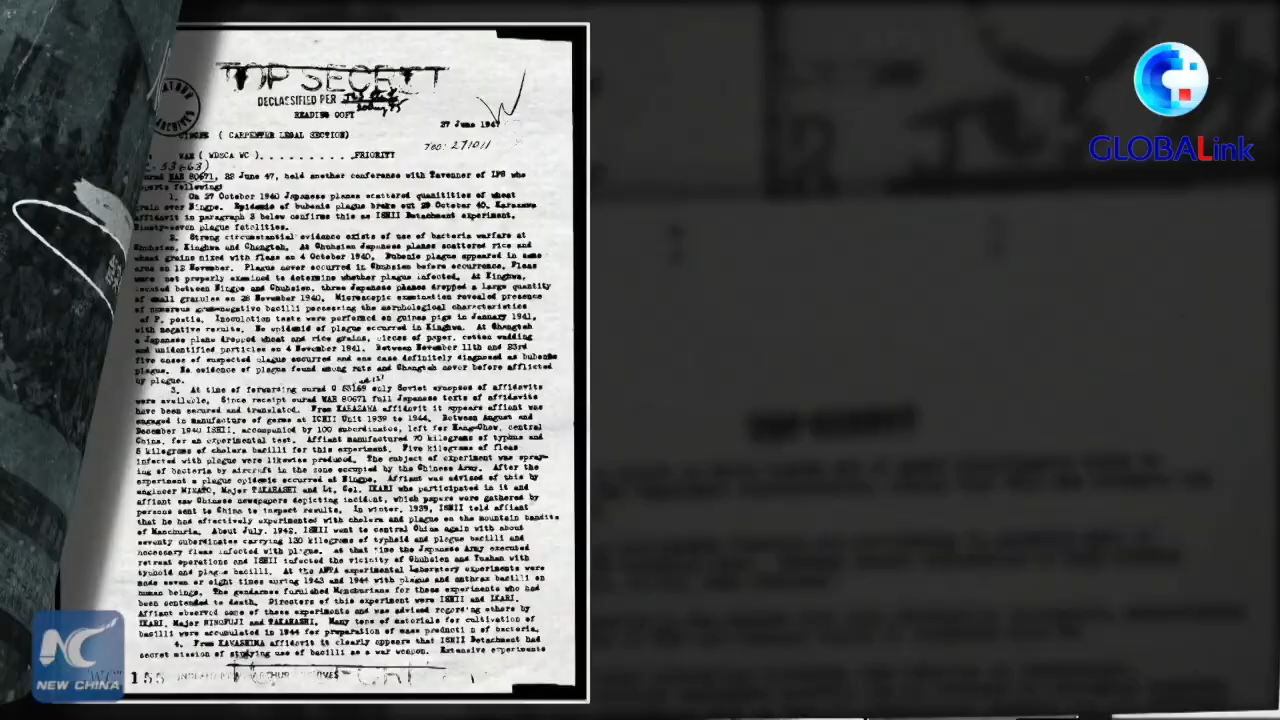 TOP SECRET
DECLASSIFIED PER
27 June 1947
( CARPENTER LEGAL SECTION)
WAR ( WDSCA WC ) . . . . . . . . . . . .PRIORITY
WAR 80671, 22 June 47, held another conference with Tavenner of IPS who
following:
1. On 27 October 1940 Japanese planes scattered quantities of wheat
grain over Ningpo. Epidemic of bubonic plague broke out 29 October 40. Karazawa
affidavit in paragraph 3 below confirms this as ISHII Detachment experiment.
Ninety-seven plague fatalities.
2. Strong circumstantial evidence exists of use of bacteria warfare at
Chuhsien, Kinghwa and Changteh. At Chuhsien Japanese planes scattered rice and
wheat grains mixed with fleas on 4 October 1940. Bubonic plague appeared in same
area on 12 November. Plague never occurred in Chuhsien before occurrence. Fleas
were not properly examined to determine whether plague infected. At Kinghwa,
located between Ningpo and Chuhsien, three Japanese planes dropped a large quantity
of small granules on 28 November 1940. Microscopic examination revealed presence
of numerous gram-negative bacilli possessing the morphological characteristics
of P. pestis. Inoculation tests were performed on guinea pigs in January 1941,
with negative results. No epidemic of plague occurred in Kinghwa. At Changteh
a Japanese plane dropped wheat and rice grains, pieces of paper, cotton wadding
and unidentified particles on 4 November 1941. Between November 11th and 23rd
five cases of suspected plague occurred and one case definitely diagnosed as bubonic
plague. No evidence of plague found among rats and Changteh never before afflicted
by plague.
3. At time of forwarding ourad C 53169 only Soviet synopses of affidavits
were available. Since receipt ourad WAR 80671 full Japanese texts of affidavits
have been secured and translated. From KARAZAWA affidavit it appears affiant was
engaged in manufacture of germs at ISHII Unit 1939 to 1944. Between August and
December 1940 ISHII, accompanied by 100 subordinates, left for Hang-Chow, central
China, for an experimental test. Affiant manufactured 70 kilograms of typhus and
5 kilograms of cholera bacilli for this experiment. Five kilograms of fleas
infected with plague were likewise produced. The subject of experiment was spray-
ing of bacteria by aircraft in the zone occupied by the Chinese Army. After the
experiment a plague epidemic occurred at Ningpo. Affiant was advised of this by
engineer Major TAKAHASHI and Lt. Col. IKARI who participated in it and
affiant saw Chinese newspapers depicting incident, which papers were gathered by
persons sent to China to inspect results. In winter, 1939, ISHII told affiant
that he had effectively experimented with cholera and plague on the mountain bandits
of Manchuria. About July, 1942, ISHII went to central China again with about
seventy subordinates carrying 130 kilograms of typhoid and plague bacilli and
necessary fleas infected with plague. At that time the Japanese Army executed
retreat operations and ISHII infected the vicinity of Chuhsien and Yushan with
typhoid and plague bacilli. At the ANTA experimental Laboratory experiments were
made seven or eight times during 1943 and 1944 with plague and anthrax bacilli on
human beings. The gendarmes furnished Manchurians for these experiments who had
been sentended to death. Directors of this experiment were ISHII and IKARI.
Affiant observed some of these experiments and was advised regarding others by
IKARI, Major HINOFUJI and TAKAHASHI. Many tons of materials for cultivation of
bacilli were accumulated in 1944 for preparation of mass production of bacteria.
4. From KAWASHIMA affidavit it clearly appears that ISHII Detachment had
secret mission of studying use of bacilli as a war weapon. Extensive experiments
155
GLOBALink
NEW CHINA